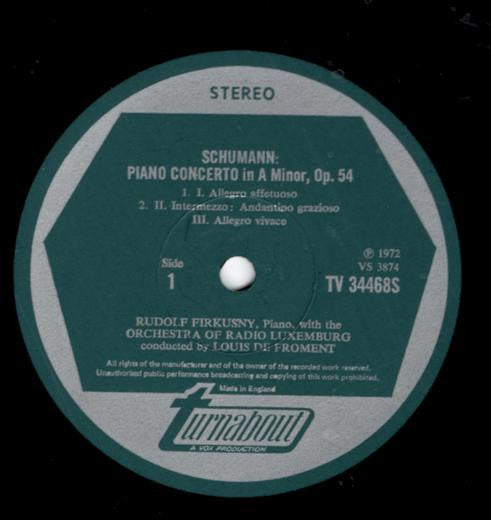 STEREO
SCHUMANN:
PIANO CONCERTO in A Minor, Op. 54
1. I. Allegro affetuoso
2. II. Intermezzo: Andantino grazioso
III. Allegro vivace
Side
1
℗ 1972
VS 3874
TV 34468S
RUDOLF FIRKUSNY, Piano, with the
ORCHESTRA OF RADIO LUXEMBURG
conducted by LOUIS DE FROMENT
All rights of the manufacturer and of the owner of the recorded work reserved.
Unauthorised public performance broadcasting and copying of this work prohibited.
Made in England
turnabout
A VOX PRODUCTION